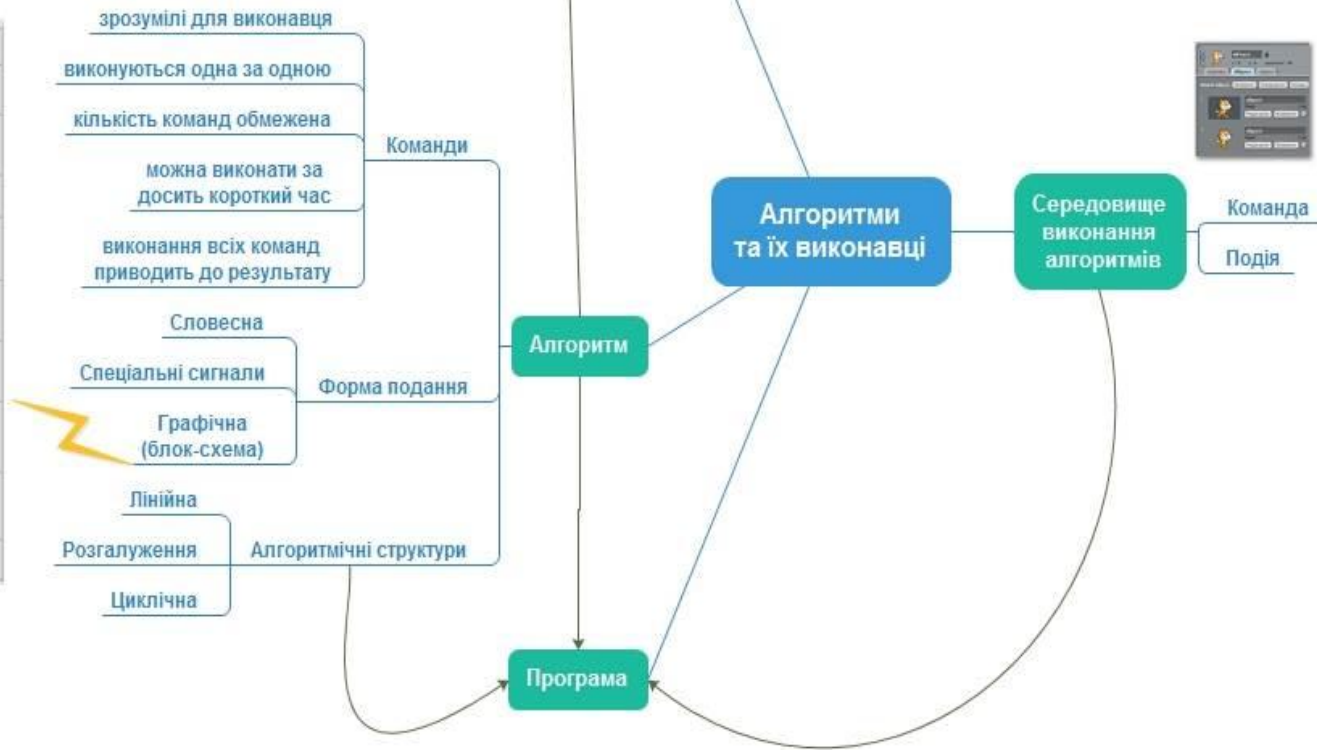 зрозумілі для виконавця
виконуються одна за одною
кількість команд обмежена
можна виконати за
досить короткий час
виконання всіх команд
приводить до результату
Команди
Словесна
Спеціальні сигнали
Графічна
(блок-схема)
Форма подання
Лінійна
Розгалуження
Циклічна
Алгоритмічні структури
Алгоритм
Програма
Алгоритми
та їх виконавці
Середовище
виконання
алгоритмів
Команда
Подія